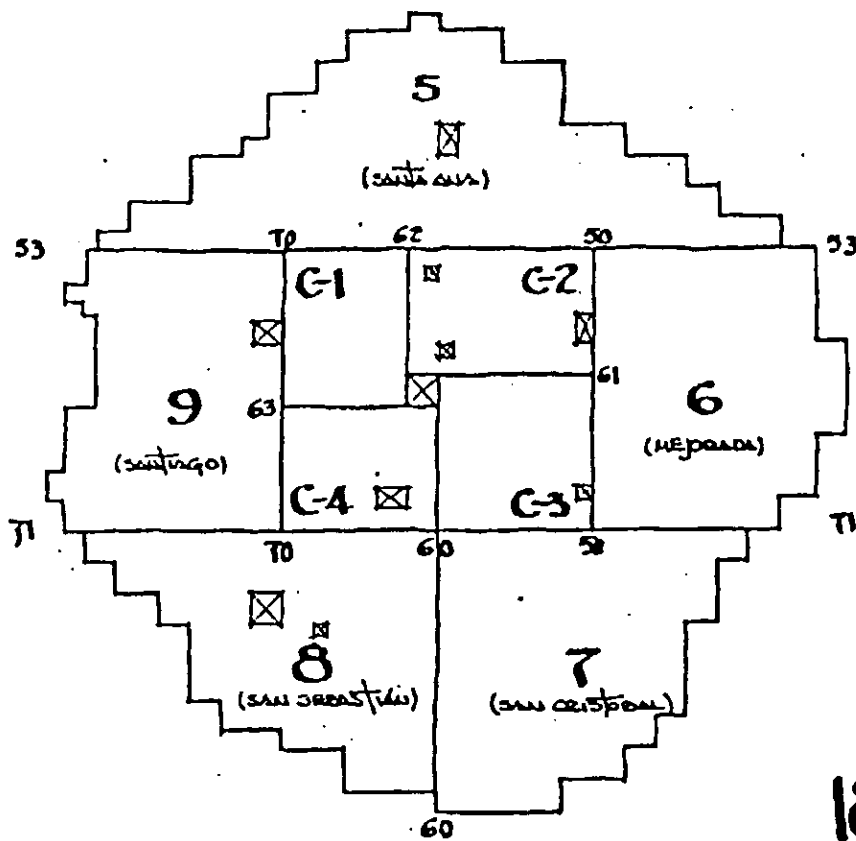 5
(SANTA ANA)
53 70 62 50 53
C-1 C-2
61
9 63 6
(SANTIAGO) (MEJORADA)
C-4 C-3
71 70 60 58 71
8 7
(SAN SEBASTIÁN) (SAN CRISTOBAL)
60